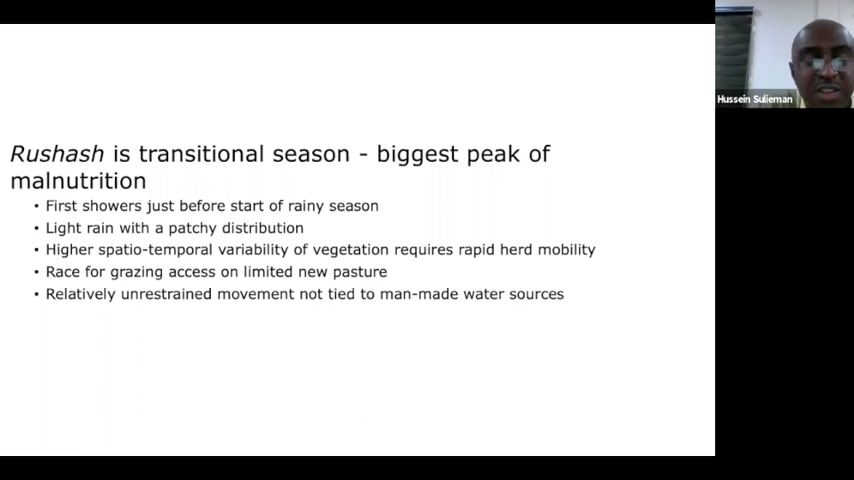 Rushash is transitional season - biggest peak of
malnutrition
• First showers just before start of rainy season
• Light rain with a patchy distribution
• Higher spatio-temporal variability of vegetation requires rapid herd mobility
• Race for grazing access on limited new pasture
• Relatively unrestrained movement not tied to man-made water sources
Hussein Sulieman